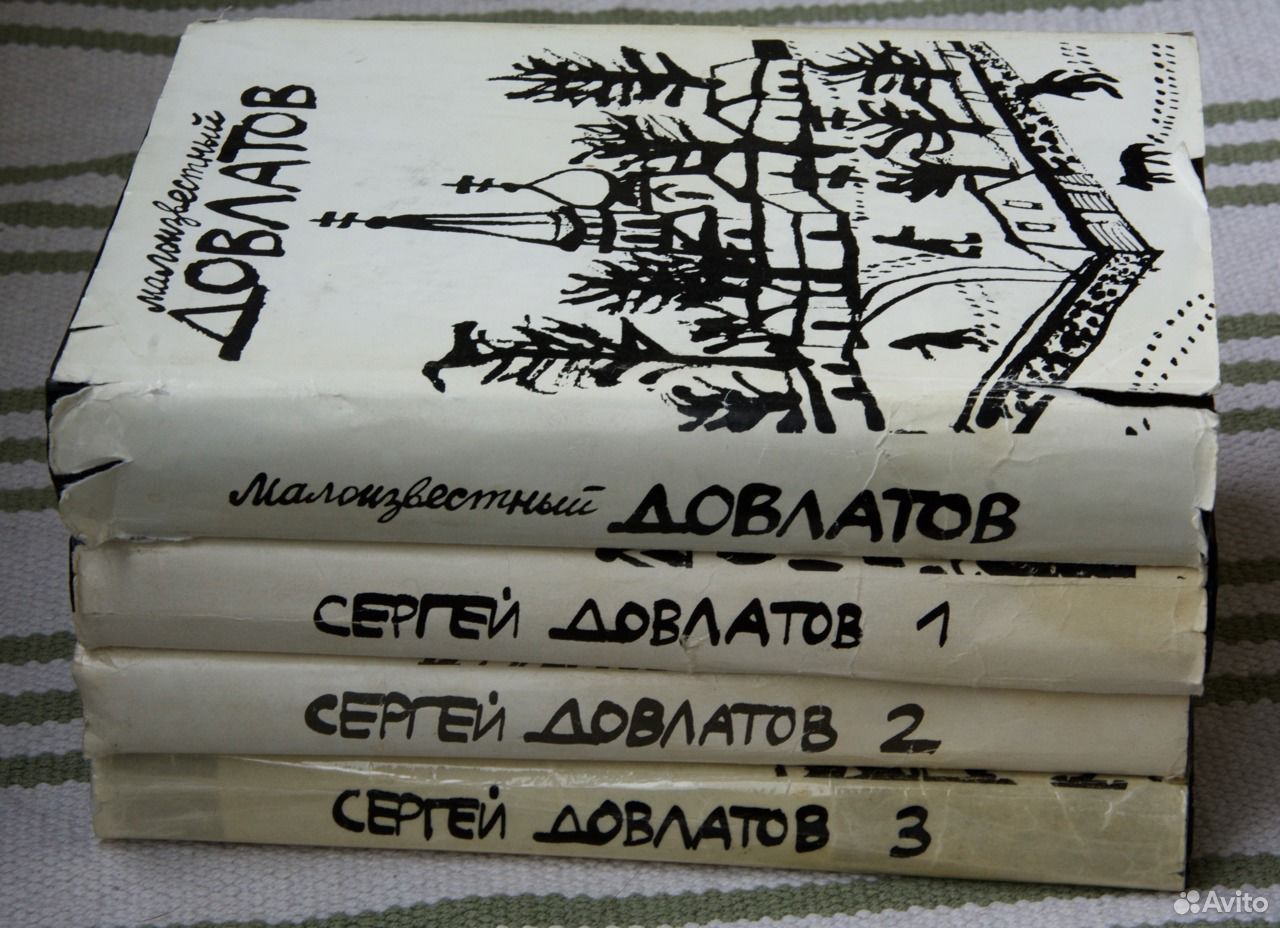 малоизвестный
ДОВЛАТОВ
малоизвестный ДОВЛАТОВ
СЕРГЕЙ ДОВЛАТОВ 1
СЕРГЕЙ ДОВЛАТОВ 2
СЕРГЕЙ ДОВЛАТОВ 3
Avito